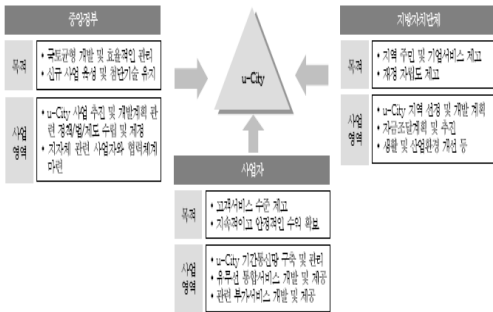 중앙정부
목적
• 국토균형 개발 및 효율적인 관리
• 신규 사업 육성 및 첨단기술 유지
사업
영역
• u-City 사업 추진 및 개발계획 관
련 정책/법/제도 수립 및 제정
• 지자체 관련 사업자와 협력체계
마련
u-City
지방자치단체
목적
• 지역 주민 및 기업서비스 제고
• 재정 자립도 제고
사업
영역
• u-City 지역 선정 및 개발 계획
• 자금조달계획 및 추진
• 생활 및 산업환경 개선 등
사업자
목적
• 고객서비스 수준 제고
• 지속적이고 안정적인 수익 확보
사업
영역
• u-City 기간통신망 구축 및 관리
• 유무선 통합서비스 개발 및 제공
• 관련 부가서비스 개발 및 제공